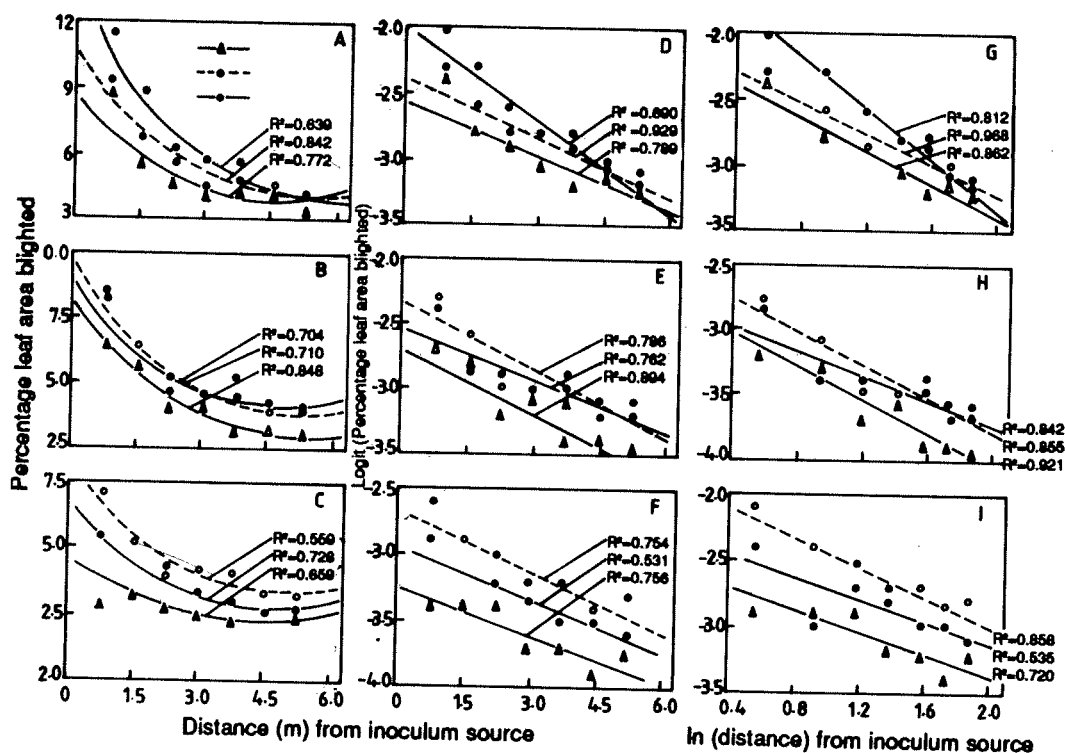 12
9
6
3
A
R²=0.639
R²=0.842
R²=0.772
-2.0
-2.5
-3.0
-3.5
D
R²=0.690
R²=0.929
R²=0.789
-2.0
-2.5
-3.0
-3.5
G
R²=0.812
R²=0.968
R²=0.862
0.0
7.5
5.0
2.5
B
R²=0.704
R²=0.710
R²=0.848
-2.0
-2.5
-3.0
-3.5
E
R²=0.796
R²=0.762
R²=0.894
-2.5
-3.0
-3.5
-4.0
H
R²=0.842
R²=0.855
R²=0.921
7.5
5.0
2.5
2.0
C
R²=0.559
R²=0.728
R²=0.659
-2.5
-3.0
-3.5
-4.0
F
R²=0.754
R²=0.531
R²=0.756
-2.0
-2.5
-3.0
-3.5
I
R²=0.858
R²=0.535
R²=0.720
0 1.5 3.0 4.5 6.0
0 1.5 3.0 4.5 6.0
0.4 0.8 1.2 1.6 2.0
Percentage leaf area blighted
Logit (Percentage leaf area blighted)
Distance (m) from inoculum source
ln (distance) from inoculum source